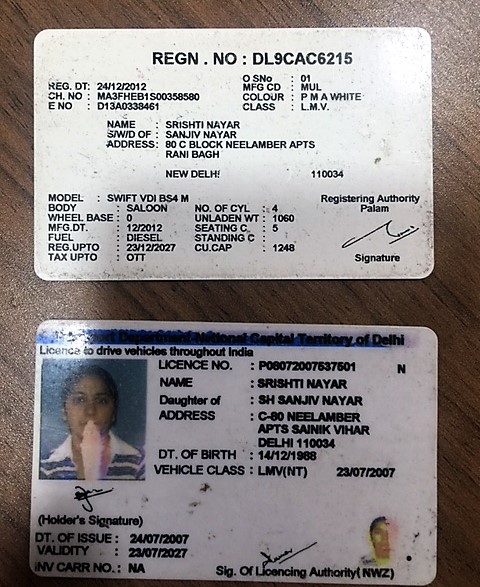 REGN . NO : DL9CAC6215
REG. DT: 24/12/2012 O SNo : 01
CH. NO : MA3FHEB1S00358580 MFG CD : MUL
E NO : D13A0338461 COLOUR : P M A WHITE
CLASS : L.M.V.
NAME : SRISHTI NAYAR
S/W/D OF : SANJIV NAYAR
ADDRESS: 80 C BLOCK NEELAMBER APTS
RANI BAGH
NEW DELHI 110034
MODEL : SWIFT VDI BS4 M
BODY : SALOON NO. OF CYL : 4
WHEEL BASE : 0 UNLADEN WT : 1060
MFG.DT. : 12/2012 SEATING C. : 5
FUEL : DIESEL STANDING C :
REG.UPTO : 23/12/2027 CU.CAP : 1248
TAX UPTO : OTT
Registering Authority
Palam
Signature
Department National Capital Territory of Delhi
Licence to drive vehicles throughout India
LICENCE NO. : P08072007537501 N
NAME : SRISHTI NAYAR
Daughter of : SH SANJIV NAYAR
ADDRESS : C-80 NEELAMBER
APTS SAINIK VIHAR
DELHI 110034
DT. OF BIRTH : 14/12/1988
VEHICLE CLASS : LMV(NT) 23/07/2007
(Holder's Signature)
DT. OF ISSUE : 24/07/2007
VALIDITY : 23/07/2027
INV CARR NO.: NA
Sig. Of Licencing Authority( NWZ)